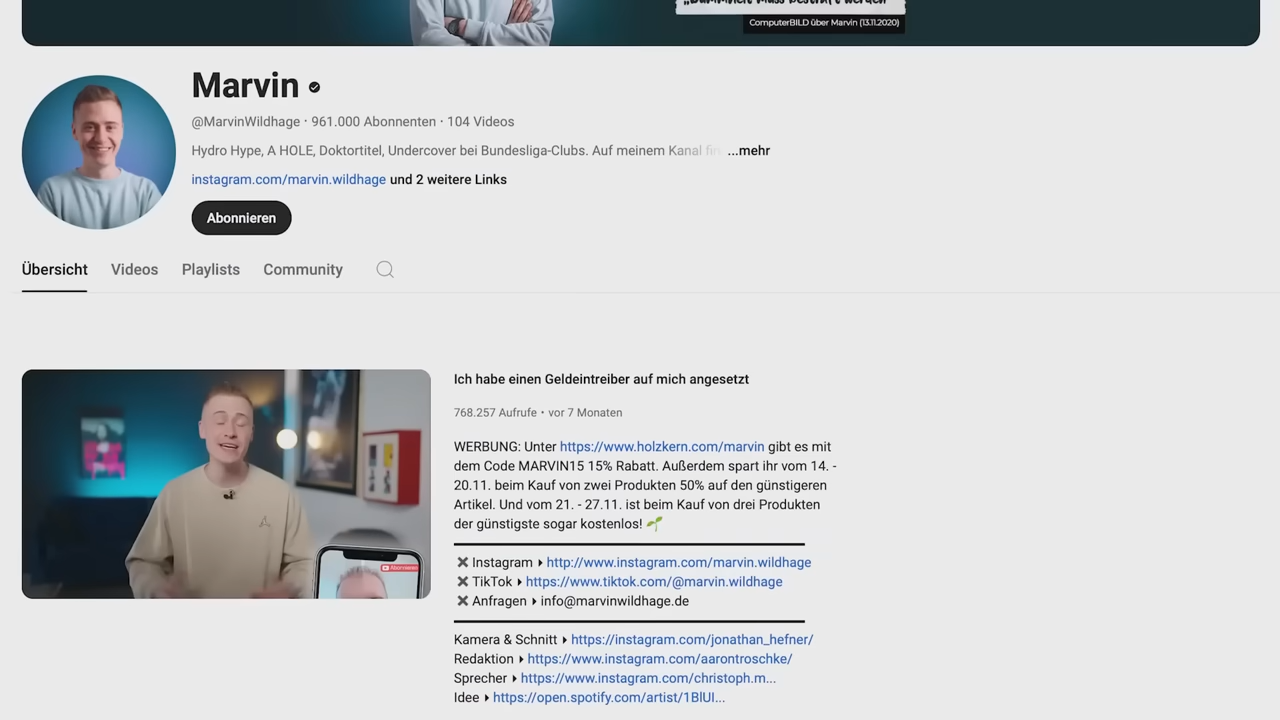 „Dummheit muss bestraft werden"
ComputerBILD über Marvin (13.11.2020)
Marvin
@MarvinWildhage · 961.000 Abonnenten · 104 Videos
Hydro Hype, A HOLE, Doktortitel, Undercover bei Bundesliga-Clubs. Auf meinem Kanal ...mehr
instagram.com/marvin.wildhage und 2 weitere Links
Abonnieren
Übersicht Videos Playlists Community
Ich habe einen Geldeintreiber auf mich angesetzt
768.257 Aufrufe · vor 7 Monaten
WERBUNG: Unter https://www.holzkern.com/marvin gibt es mit
dem Code MARVIN15 15% Rabatt. Außerdem spart ihr vom 14. -
20.11. beim Kauf von zwei Produkten 50% auf den günstigeren
Artikel. Und vom 21. - 27.11. ist beim Kauf von drei Produkten
der günstigste sogar kostenlos! 🌱
✖ Instagram ▸ http://www.instagram.com/marvin.wildhage
✖ TikTok ▸ https://www.tiktok.com/@marvin.wildhage
✖ Anfragen ▸ info@marvinwildhage.de
Kamera & Schnitt ▸ https://instagram.com/jonathan_hefner/
Redaktion ▸ https://www.instagram.com/aarontroschke/
Sprecher ▸ https://www.instagram.com/christoph.m...
Idee ▸ https://open.spotify.com/artist/1BlUI...
Abonnieren